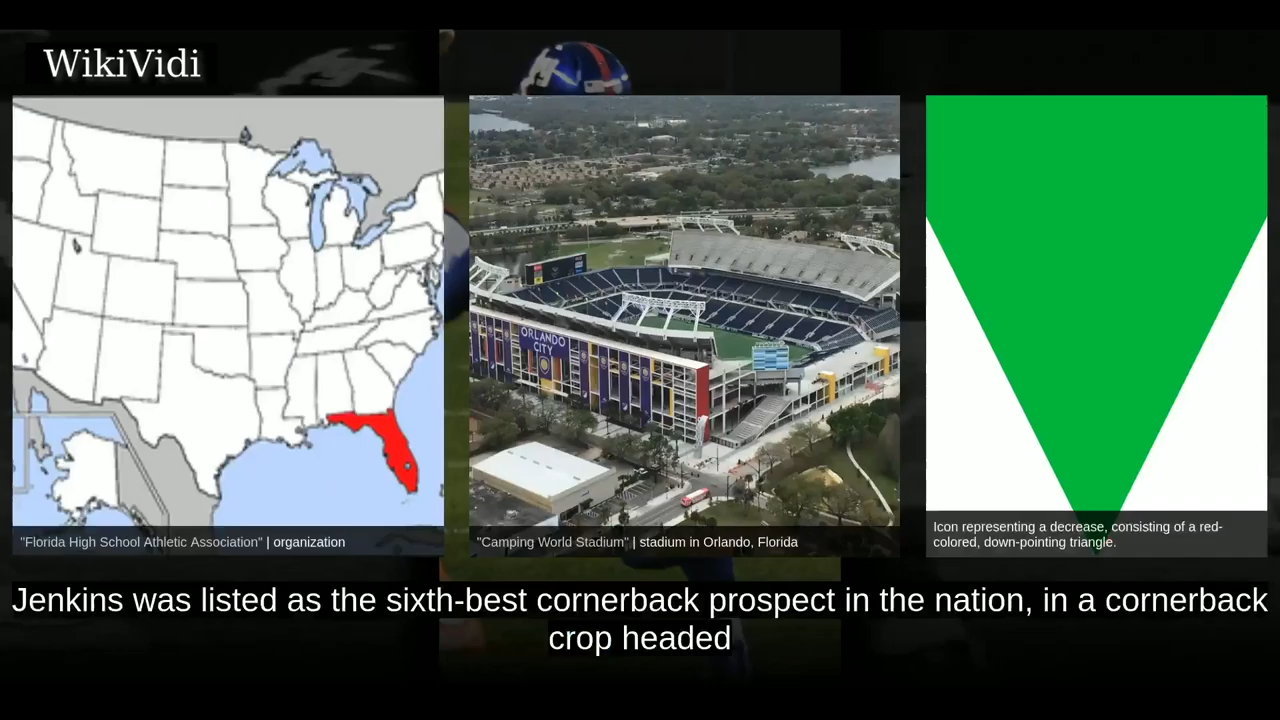 WikiVidi
ORLANDO
CITY
"Florida High School Athletic Association" | organization
"Camping World Stadium" | stadium in Orlando, Florida
Icon representing a decrease, consisting of a red-
colored, down-pointing triangle.
Jenkins was listed as the sixth-best cornerback prospect in the nation, in a cornerback
crop headed